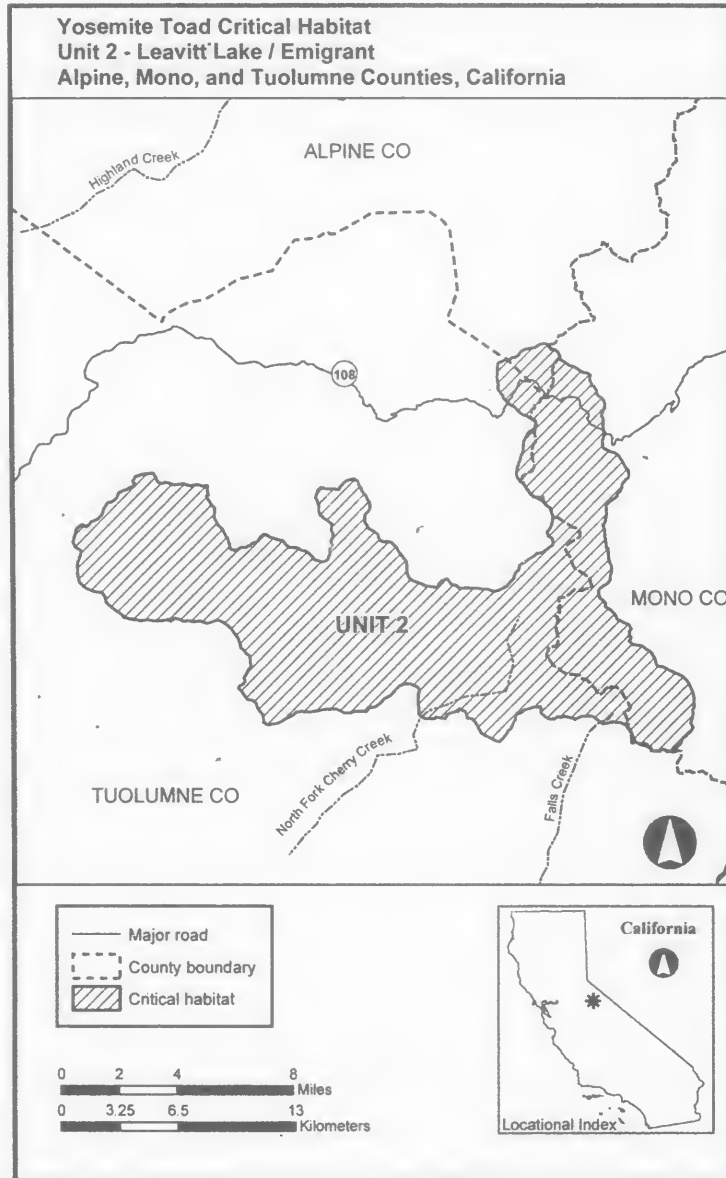 Yosemite Toad Critical Habitat
Unit 2 - Leavitt Lake / Emigrant
Alpine, Mono, and Tuolumne Counties, California
Highland Creek
ALPINE CO
108
MONO CO
UNIT 2
TUOLUMNE CO
North Fork Cherry Creek
Falls Creek
Major road
County boundary
Critical habitat
0 2 4 8
Miles
0 3.25 6.5 13
Kilometers
California
Locational Index